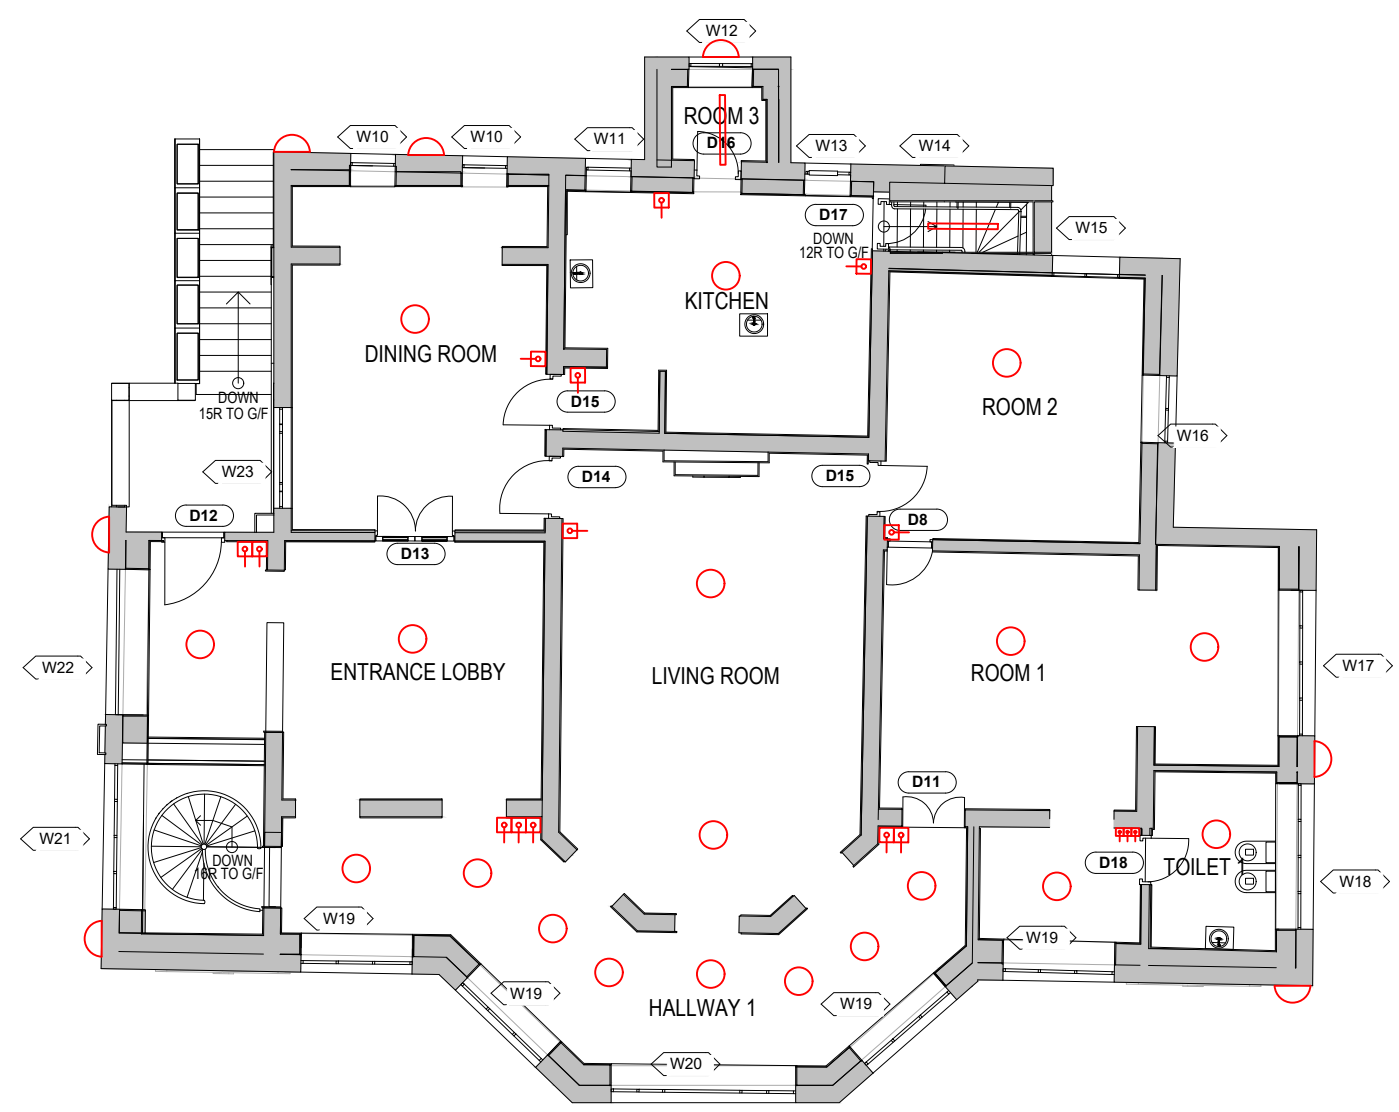 W12
W10
W10
W11
ROOM 3
D16
W13
W14
D17
DOWN
12R TO G/F
W15
KITCHEN
DINING ROOM
DOWN
15R TO G/F
D15
ROOM 2
W16
W23
D14
D15
D12
D8
D13
W22
ENTRANCE LOBBY
LIVING ROOM
ROOM 1
W17
D11
W21
DOWN
16R TO G/F
D18
TOILET 1
W18
W19
W19
W19
W19
HALLWAY 1
W20